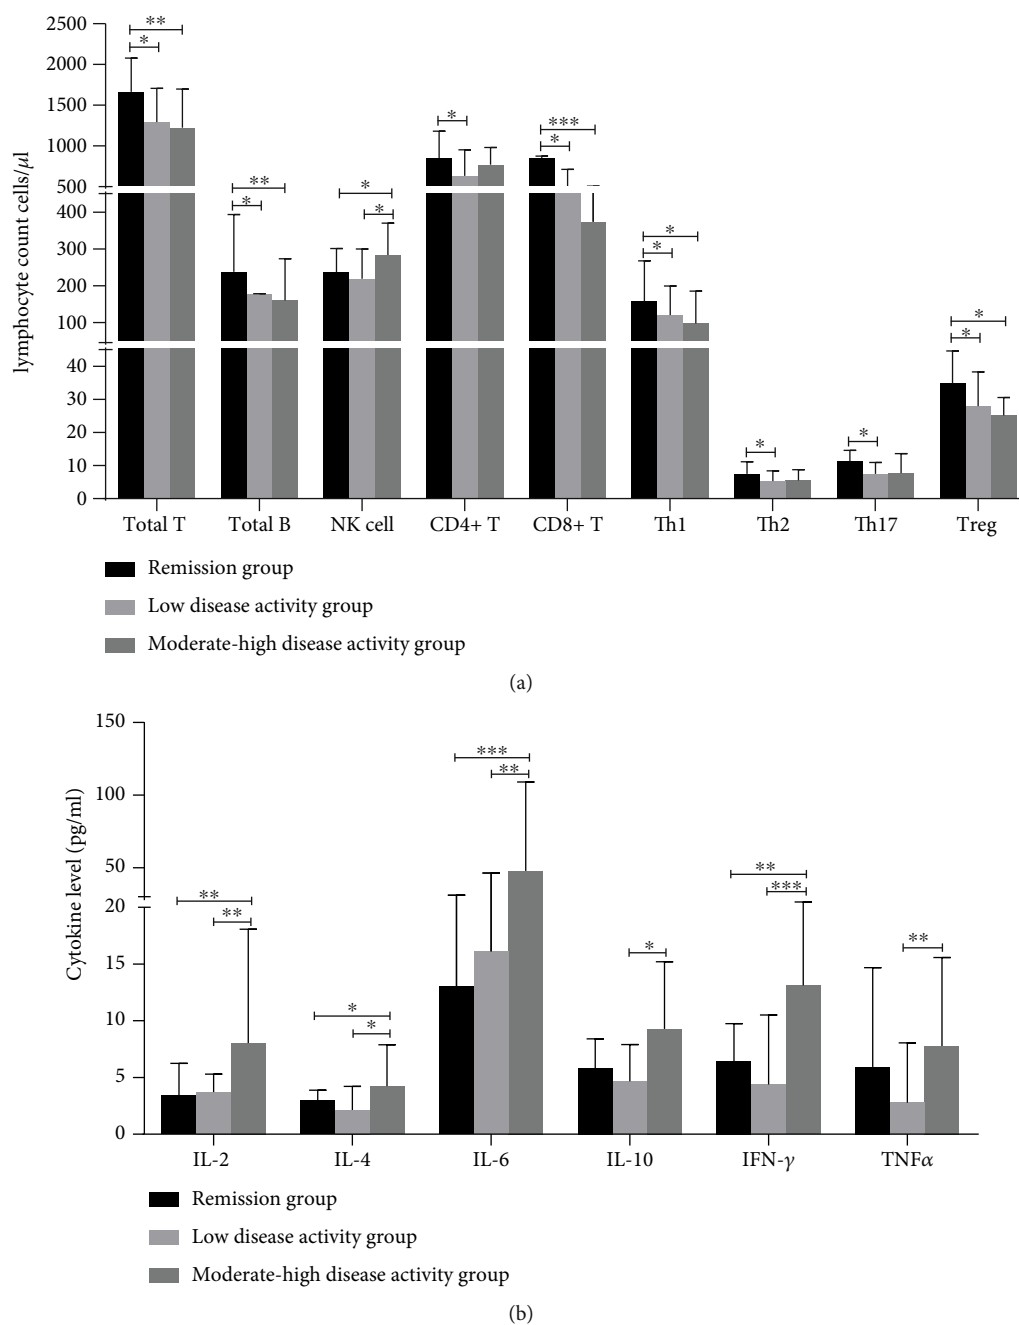 lymphocyte count cells/μl
2500
2000
1500
1000
500
400
300
200
100
40
30
20
10
0
** 
*
**
*
*
*
*
***
*
*
*
*
*
*
*
Total T
Total B
NK cell
CD4+ T
CD8+ T
Th1
Th2
Th17
Treg
Remission group
Low disease activity group
Moderate-high disease activity group
(a)
Cytokine level (pg/ml)
150
100
50
20
15
10
5
0
**
**
*
*
***
**
*
**
***
**
IL-2
IL-4
IL-6
IL-10
IFN-γ
TNFα
Remission group
Low disease activity group
Moderate-high disease activity group
(b)